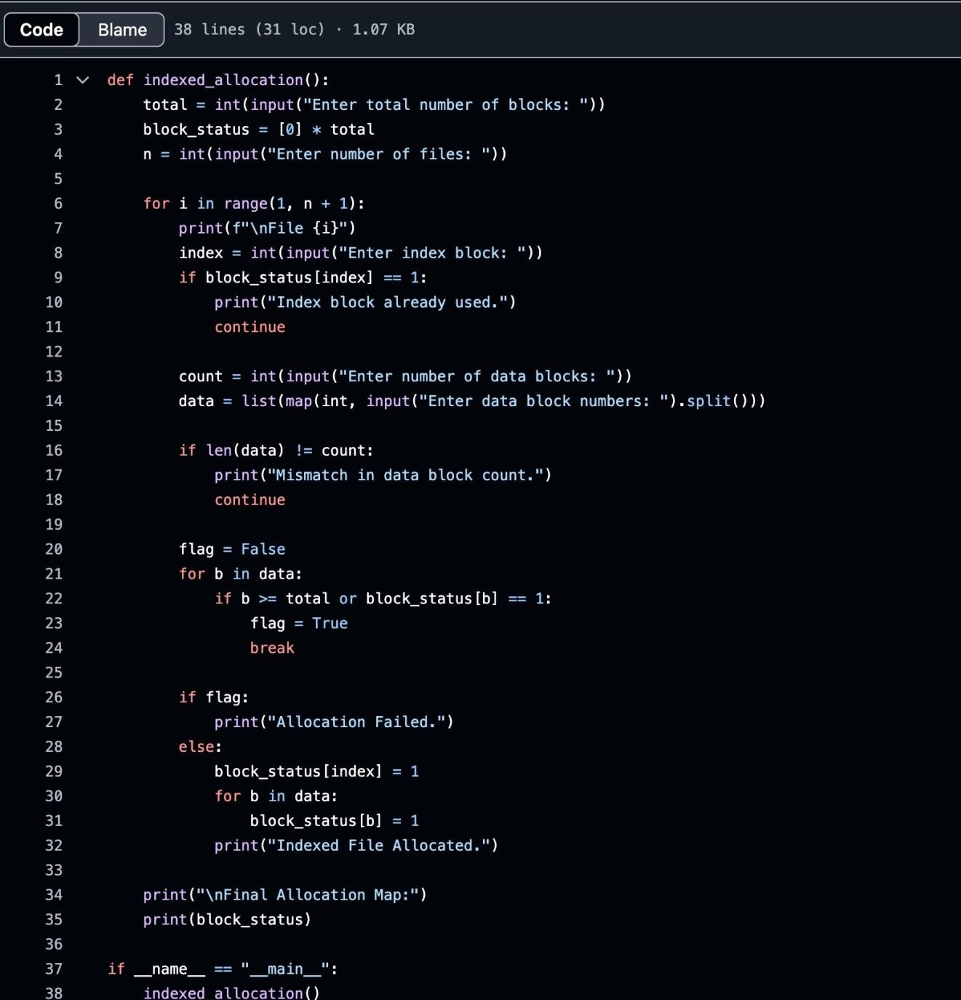 Code Blame 38 lines (31 loc) · 1.07 KB
1 def indexed_allocation():
2     total = int(input("Enter total number of blocks: "))
3     block_status = [0] * total
4     n = int(input("Enter number of files: "))
5
6     for i in range(1, n + 1):
7         print(f"\nFile {i}")
8         index = int(input("Enter index block: "))
9         if block_status[index] == 1:
10             print("Index block already used.")
11             continue
12
13         count = int(input("Enter number of data blocks: "))
14         data = list(map(int, input("Enter data block numbers: ").split()))
15
16         if len(data) != count:
17             print("Mismatch in data block count.")
18             continue
19
20         flag = False
21         for b in data:
22             if b >= total or block_status[b] == 1:
23                 flag = True
24                 break
25
26         if flag:
27             print("Allocation Failed.")
28         else:
29             block_status[index] = 1
30             for b in data:
31                 block_status[b] = 1
32             print("Indexed File Allocated.")
33
34     print("\nFinal Allocation Map:")
35     print(block_status)
36
37 if __name__ == "__main__":
38     indexed_allocation()